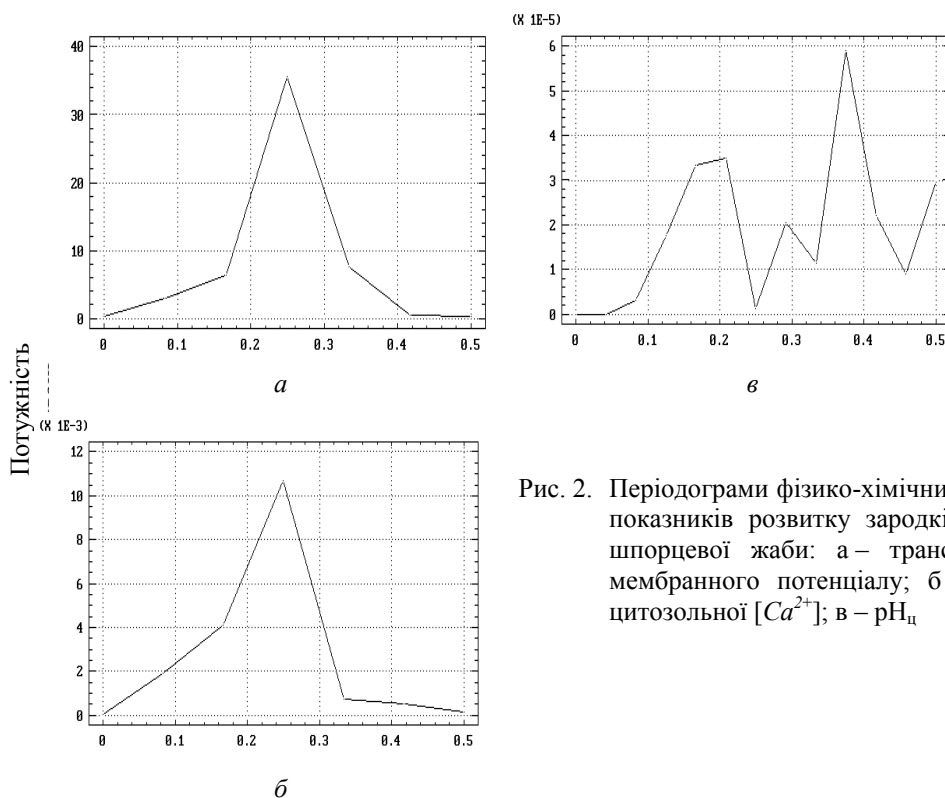 (X 1E-5)
40
30
20
10
0
0 0.1 0.2 0.3 0.4 0.5
а
6
5
4
3
2
1
0
0 0.1 0.2 0.3 0.4 0.5
в
Потужність
(X 1E-3)
12
10
8
6
4
2
0
0 0.1 0.2 0.3 0.4 0.5
б
Рис. 2. Періодограми фізико-хімічни
показників розвитку зародкі
шпорцевої жаби: а – транс
мембранного потенціалу; б
цитозольної [Ca²⁺]; в – pHц